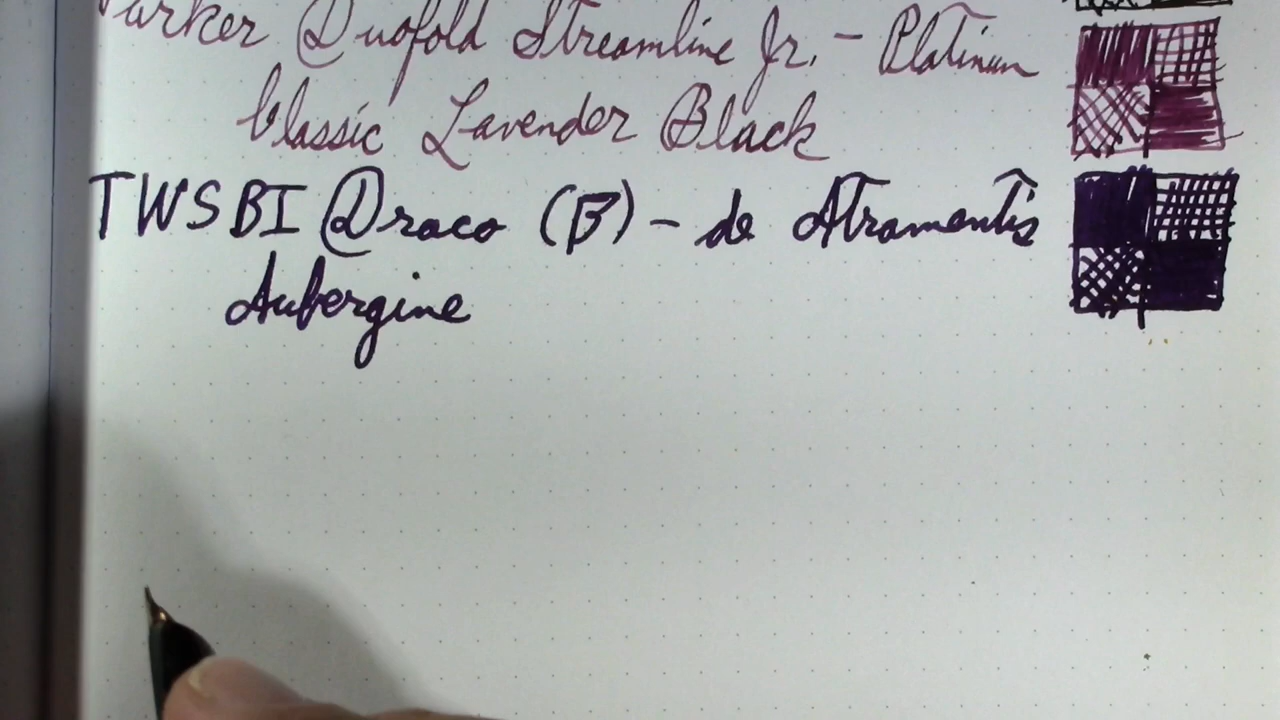 Parker Duofold Streamline Jr. - Platinum
Classic Lavender Black
TWSBI Draco (B) - de Atramentis
Aubergine